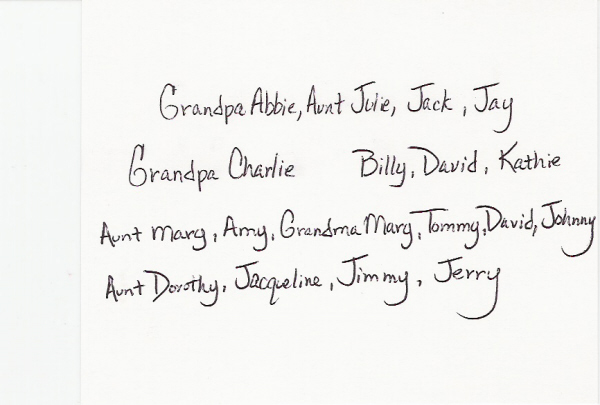 Grandpa Abbie, Aunt Julie, Jack, Jay
Grandpa Charlie Billy, David, Kathie
Aunt Marg, Amy, Grandma Marg, Tommy, David, Johnny
Aunt Dorothy, Jacqueline, Jimmy, Jerry